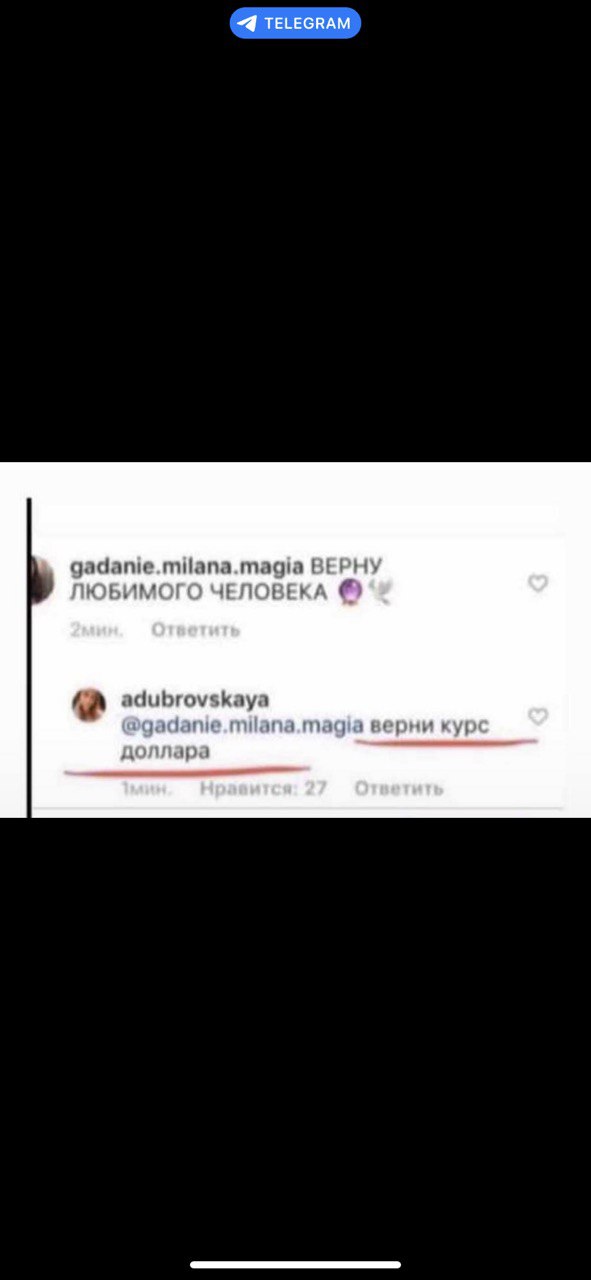 TELEGRAM
gadanie.milana.magia ВЕРНУ
ЛЮБИМОГО ЧЕЛОВЕКА 🔮🕊
2мин. Ответить
adubrovskaya
@gadanie.milana.magia верни курс
доллара
1мин. Нравится: 27 Ответить